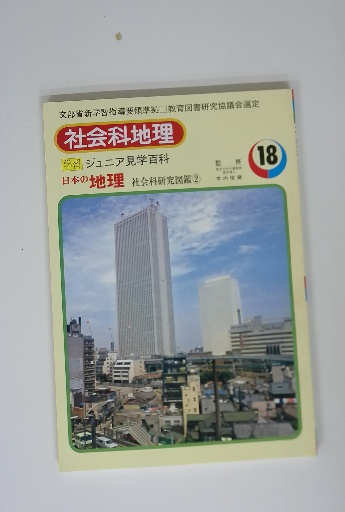 文部省新学習指導要領準拠□教育図書研究協議会選定
社会科地理
ジュニア見学百科
18
監修
日本の地理 社会科研究図鑑②